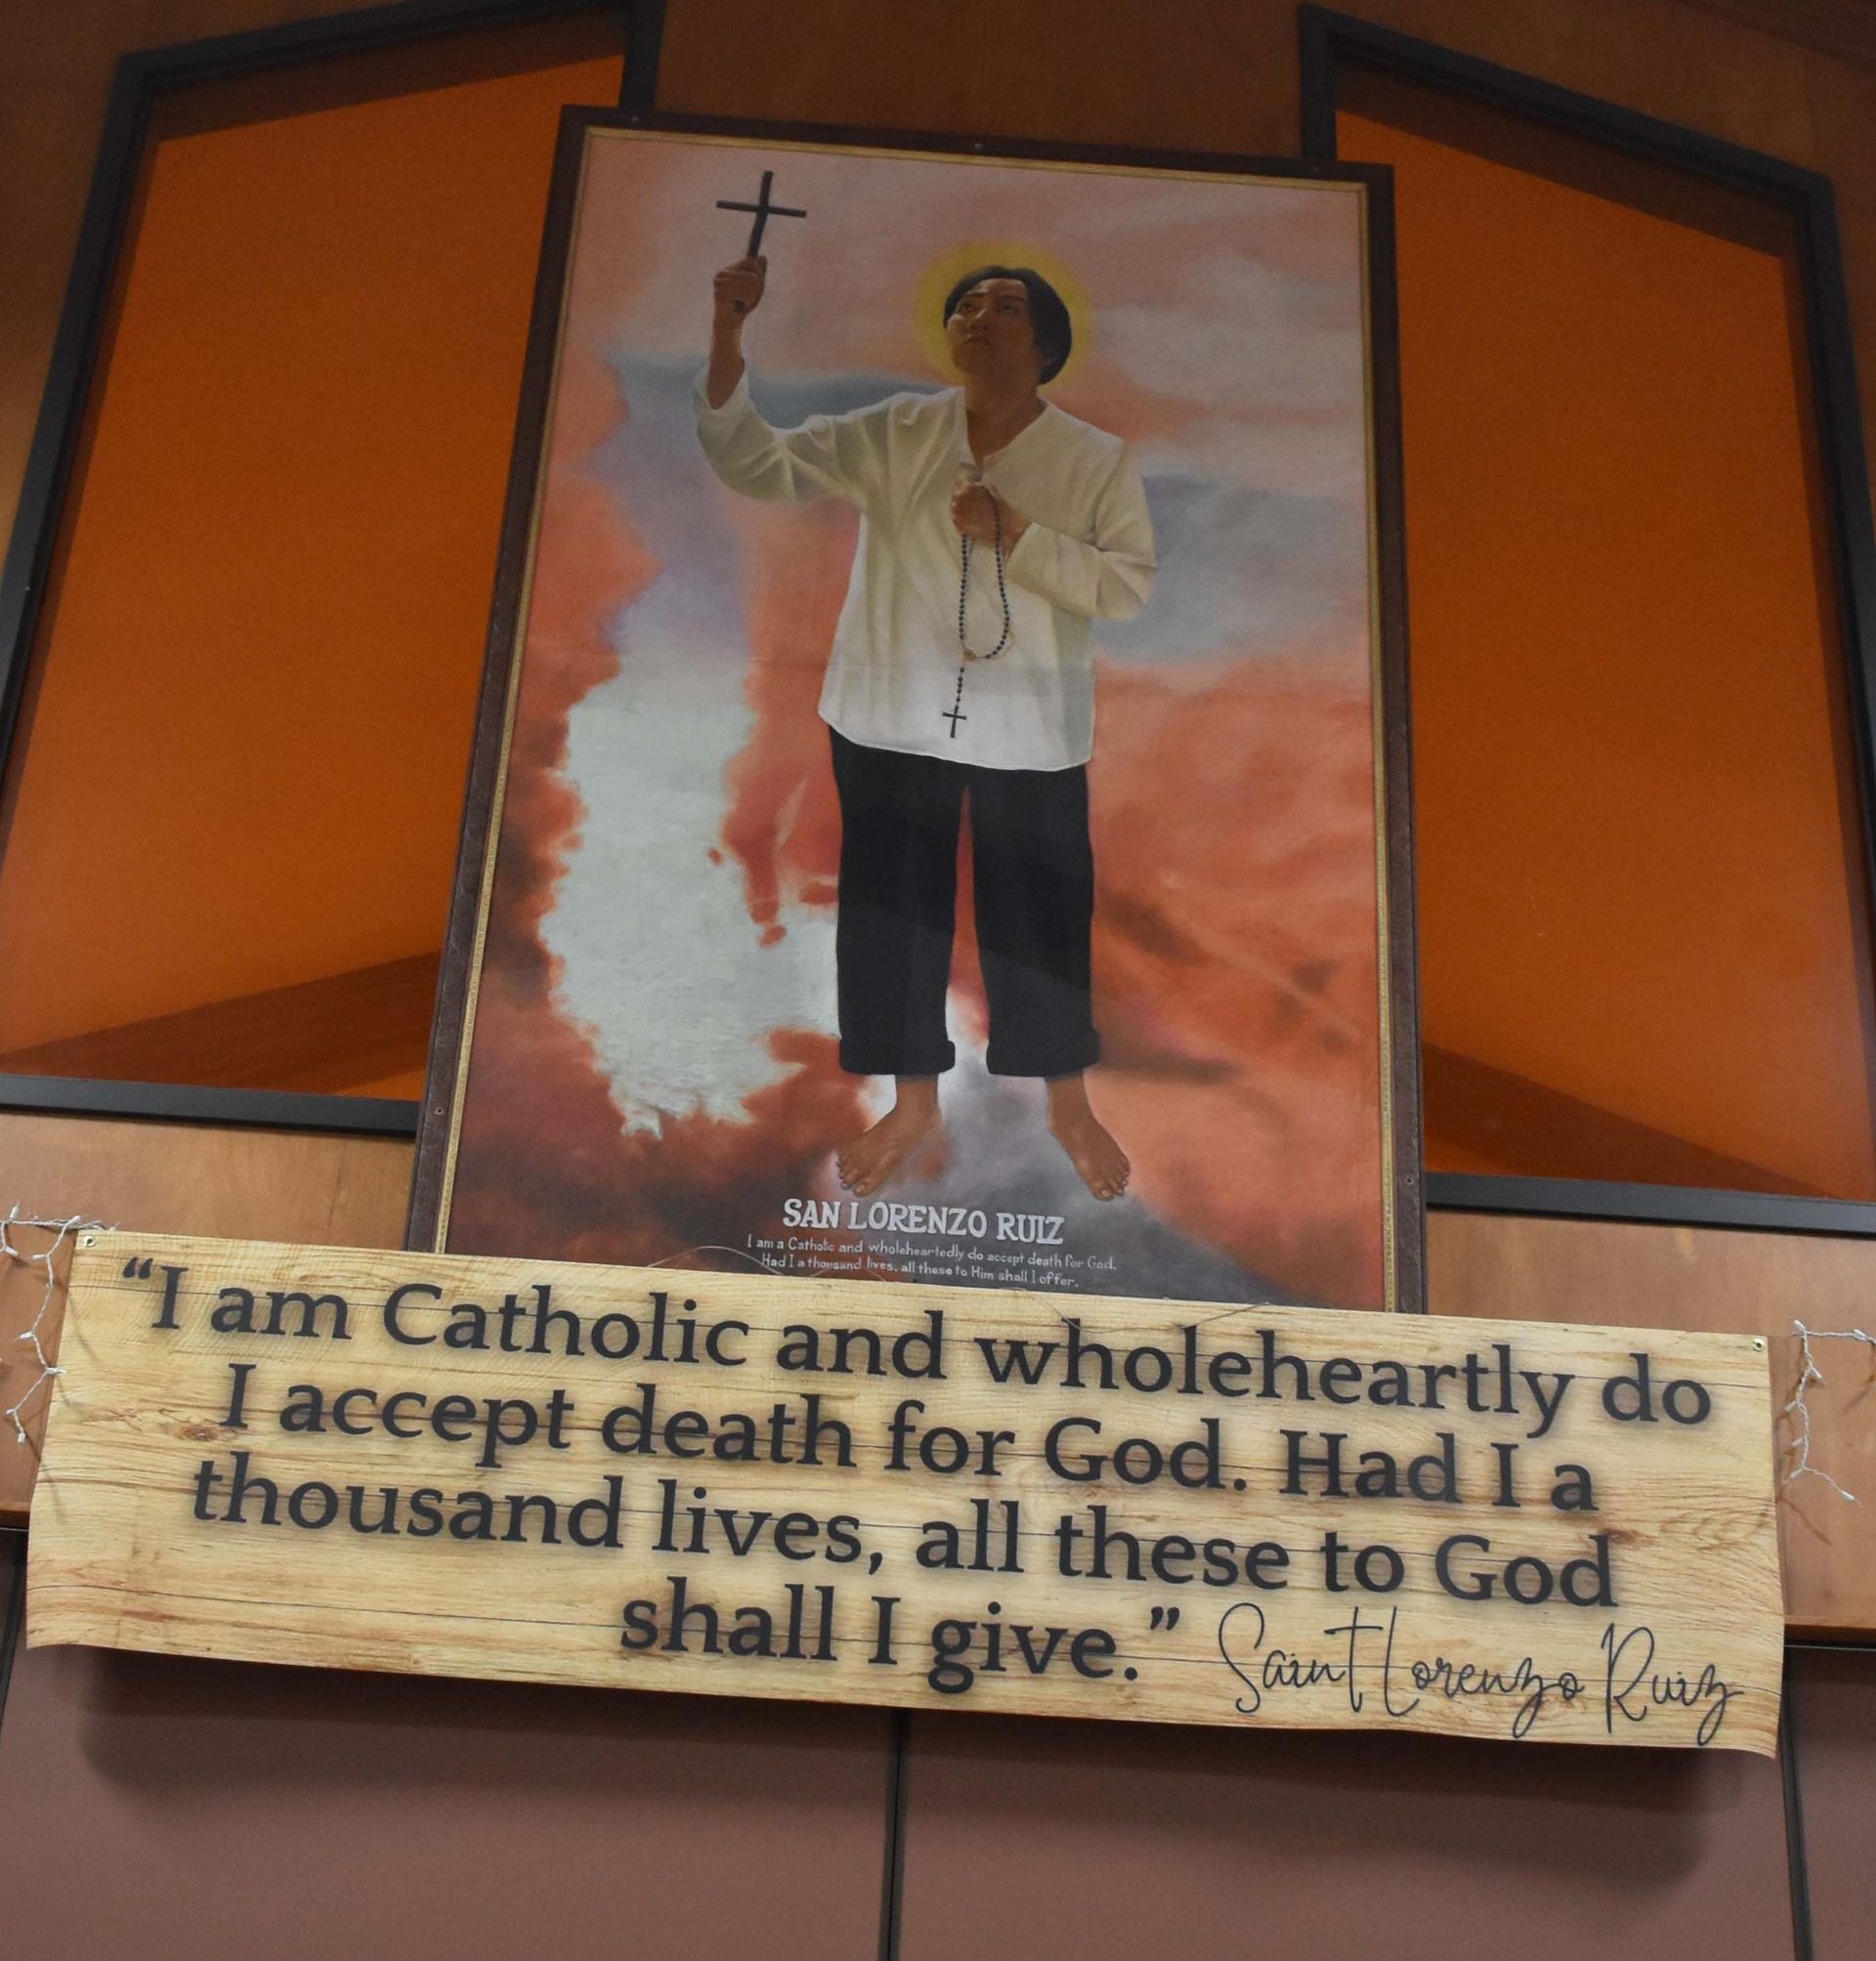 SAN LORENZO RUIZ
I am a Catholic and wholeheartedly do accept death for God.
Had I a thousand lives, all these to Him shall I offer.
“I am Catholic and wholeheartly do
I accept death for God. Had I a
thousand lives, all these to God
shall I give.” Saint Lorenzo Ruiz